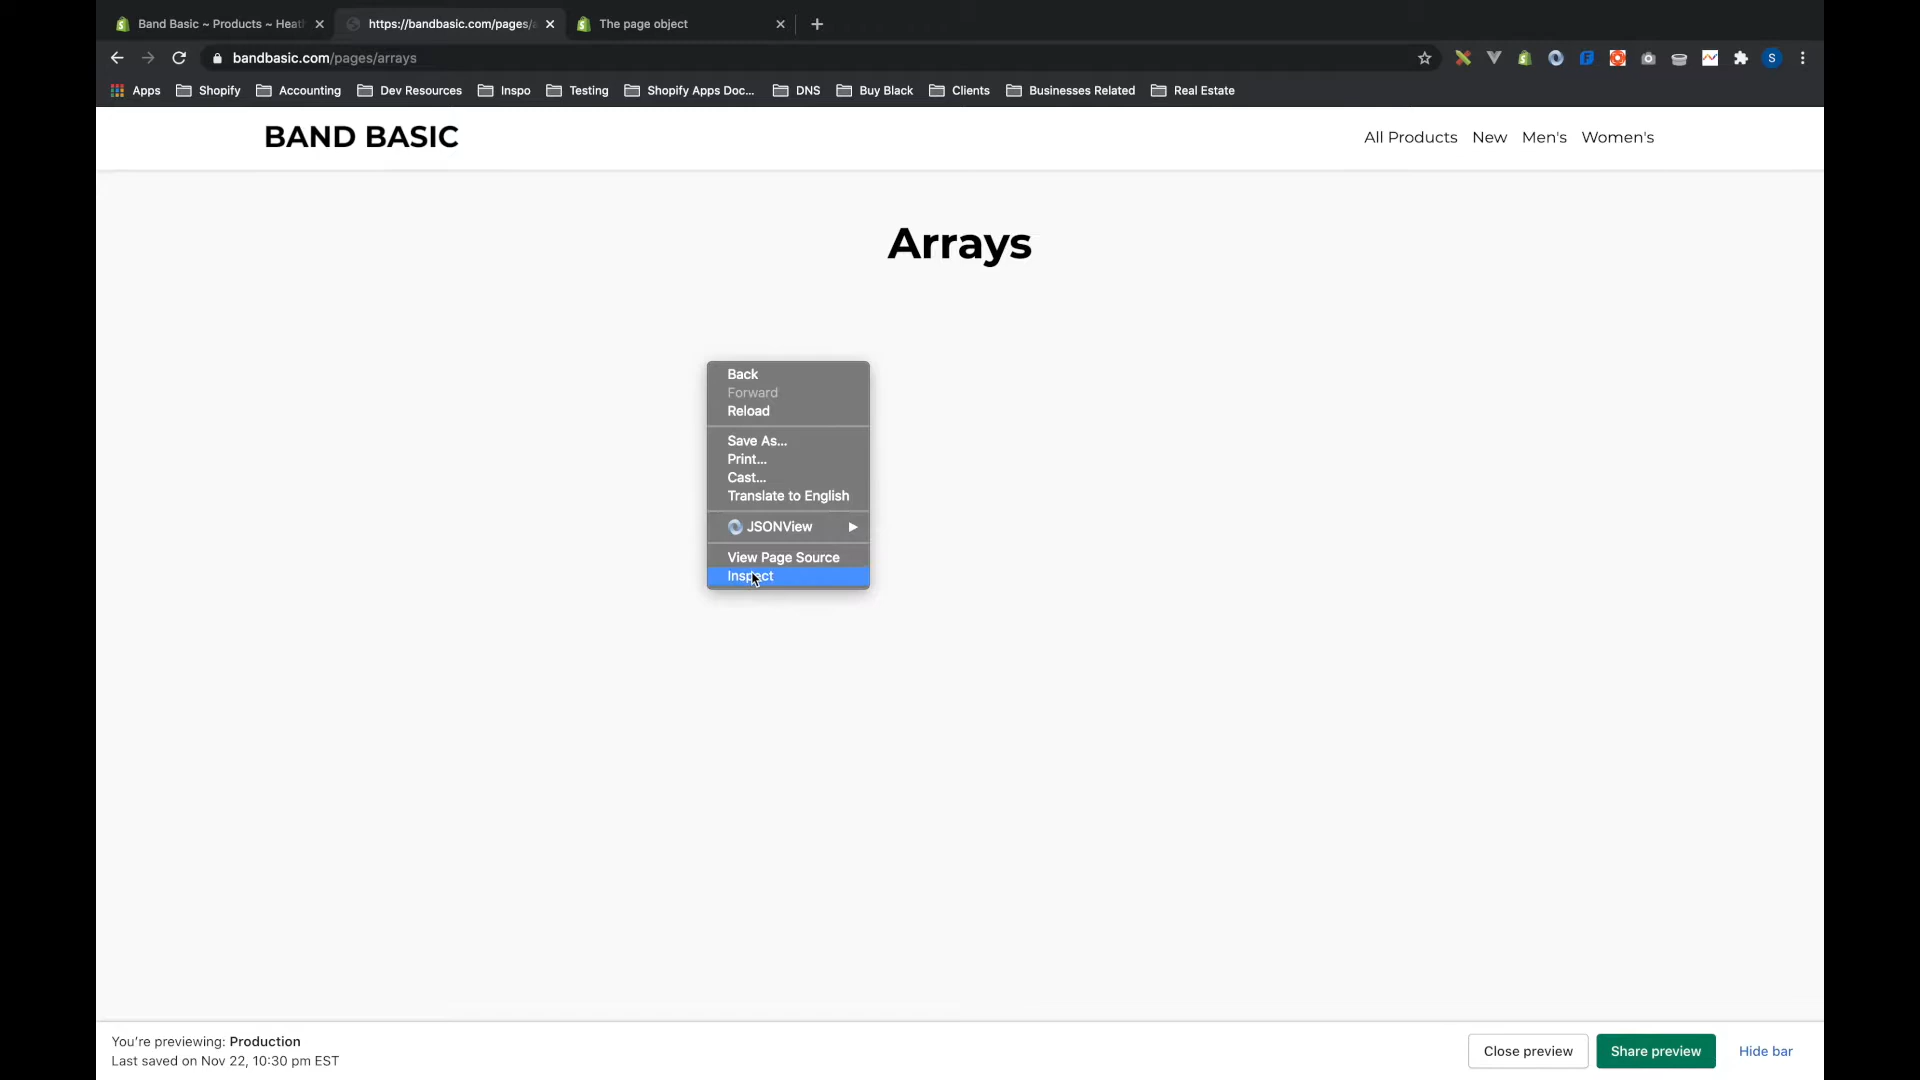 Band Basic ~ Products ~ Heat
https://bandbasic.com/pages/a
The page object
bandbasic.com/pages/arrays
S
Apps
Shopify
Accounting
Dev Resources
Inspo
Testing
Shopify Apps Doc...
DNS
Buy Black
Clients
Businesses Related
Real Estate
BAND BASIC
All Products
New
Men's
Women's
Arrays
Back
Forward
Reload
Save As...
Print...
Cast...
Translate to English
JSONView
View Page Source
Inspect
You're previewing: Production
Last saved on Nov 22, 10:30 pm EST
Close preview
Share preview
Hide bar